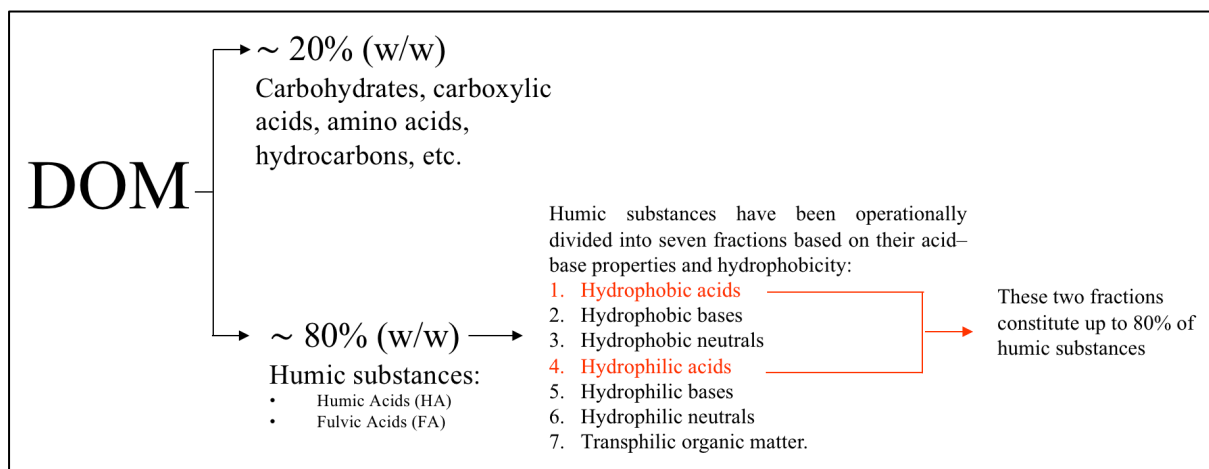 DOM
~ 20% (w/w)
Carbohydrates, carboxylic
acids, amino acids,
hydrocarbons, etc.
~ 80% (w/w)
Humic substances:
• Humic Acids (HA)
• Fulvic Acids (FA)
Humic substances have been operationally
divided into seven fractions based on their acid–
base properties and hydrophobicity:
1. Hydrophobic acids
2. Hydrophobic bases
3. Hydrophobic neutrals
4. Hydrophilic acids
5. Hydrophilic bases
6. Hydrophilic neutrals
7. Transphilic organic matter.
These two fractions
constitute up to 80% of
humic substances